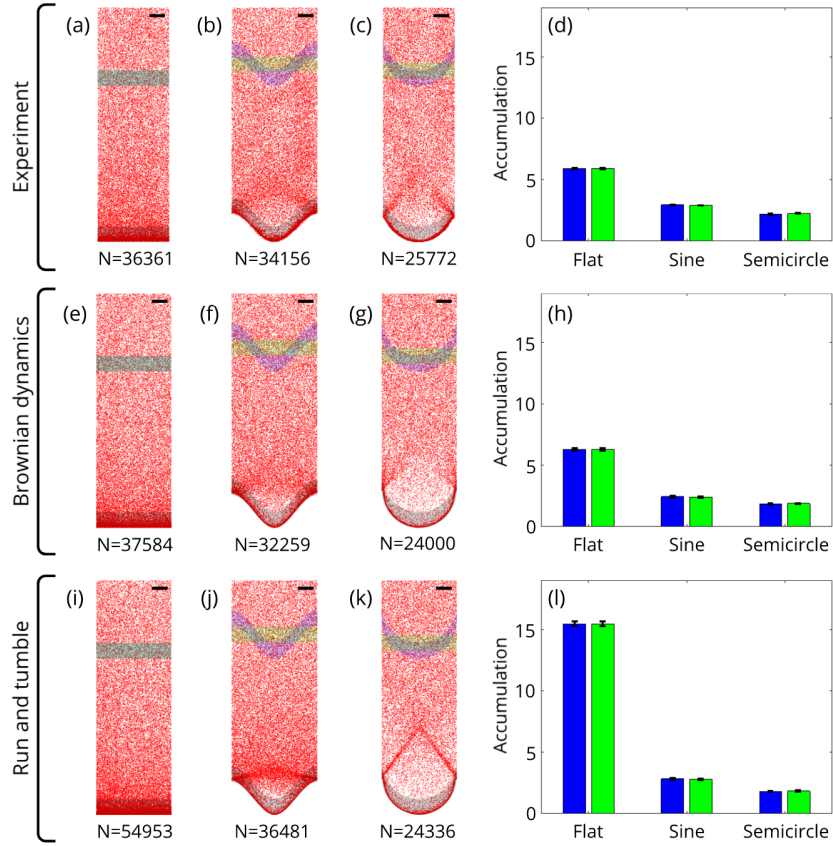 Experiment
(a)
(b)
(c)
(d)
N=36361
N=34156
N=25772
Accumulation
15
10
5
0
Flat
Sine
Semicircle
Brownian dynamics
(e)
(f)
(g)
(h)
N=37584
N=32259
N=24000
Accumulation
15
10
5
0
Flat
Sine
Semicircle
Run and tumble
(i)
(j)
(k)
(l)
N=54953
N=36481
N=24336
Accumulation
15
10
5
0
Flat
Sine
Semicircle